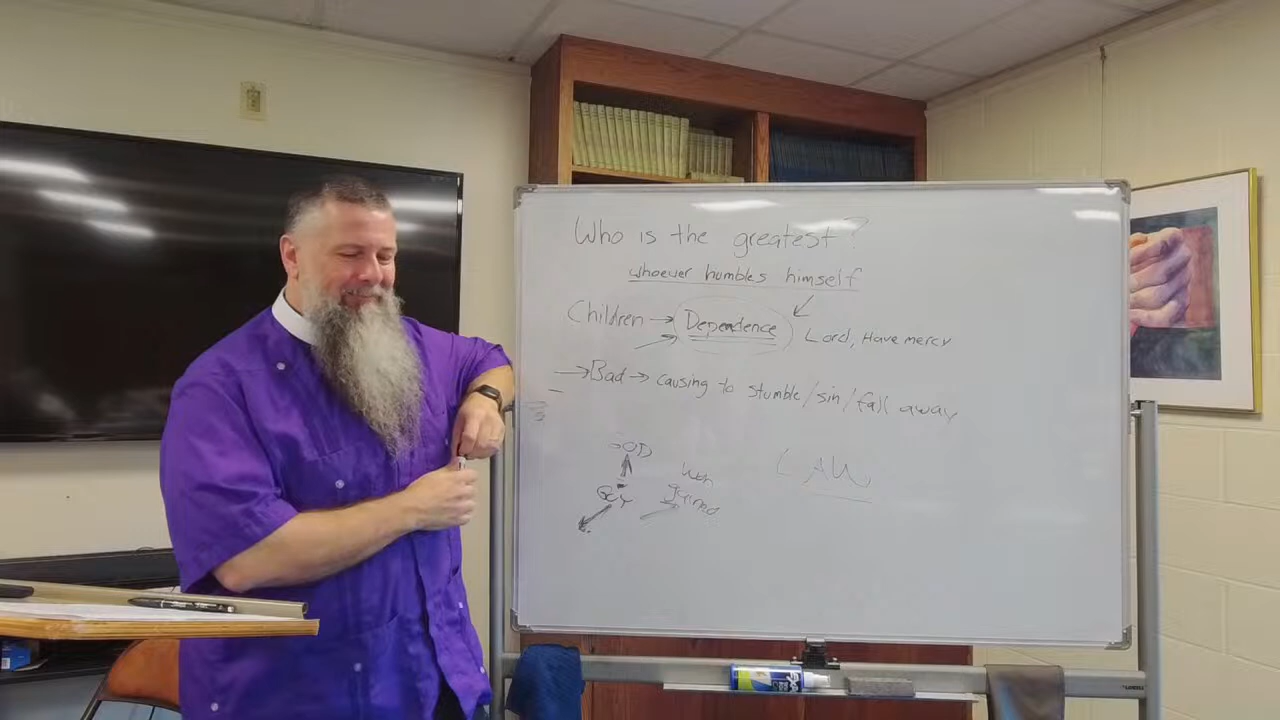 Who is the greatest?
whoever humbles himself
Children → Dependence
Lord, Have mercy
→ Bad → causing to stumble/sin/fall away
LAW